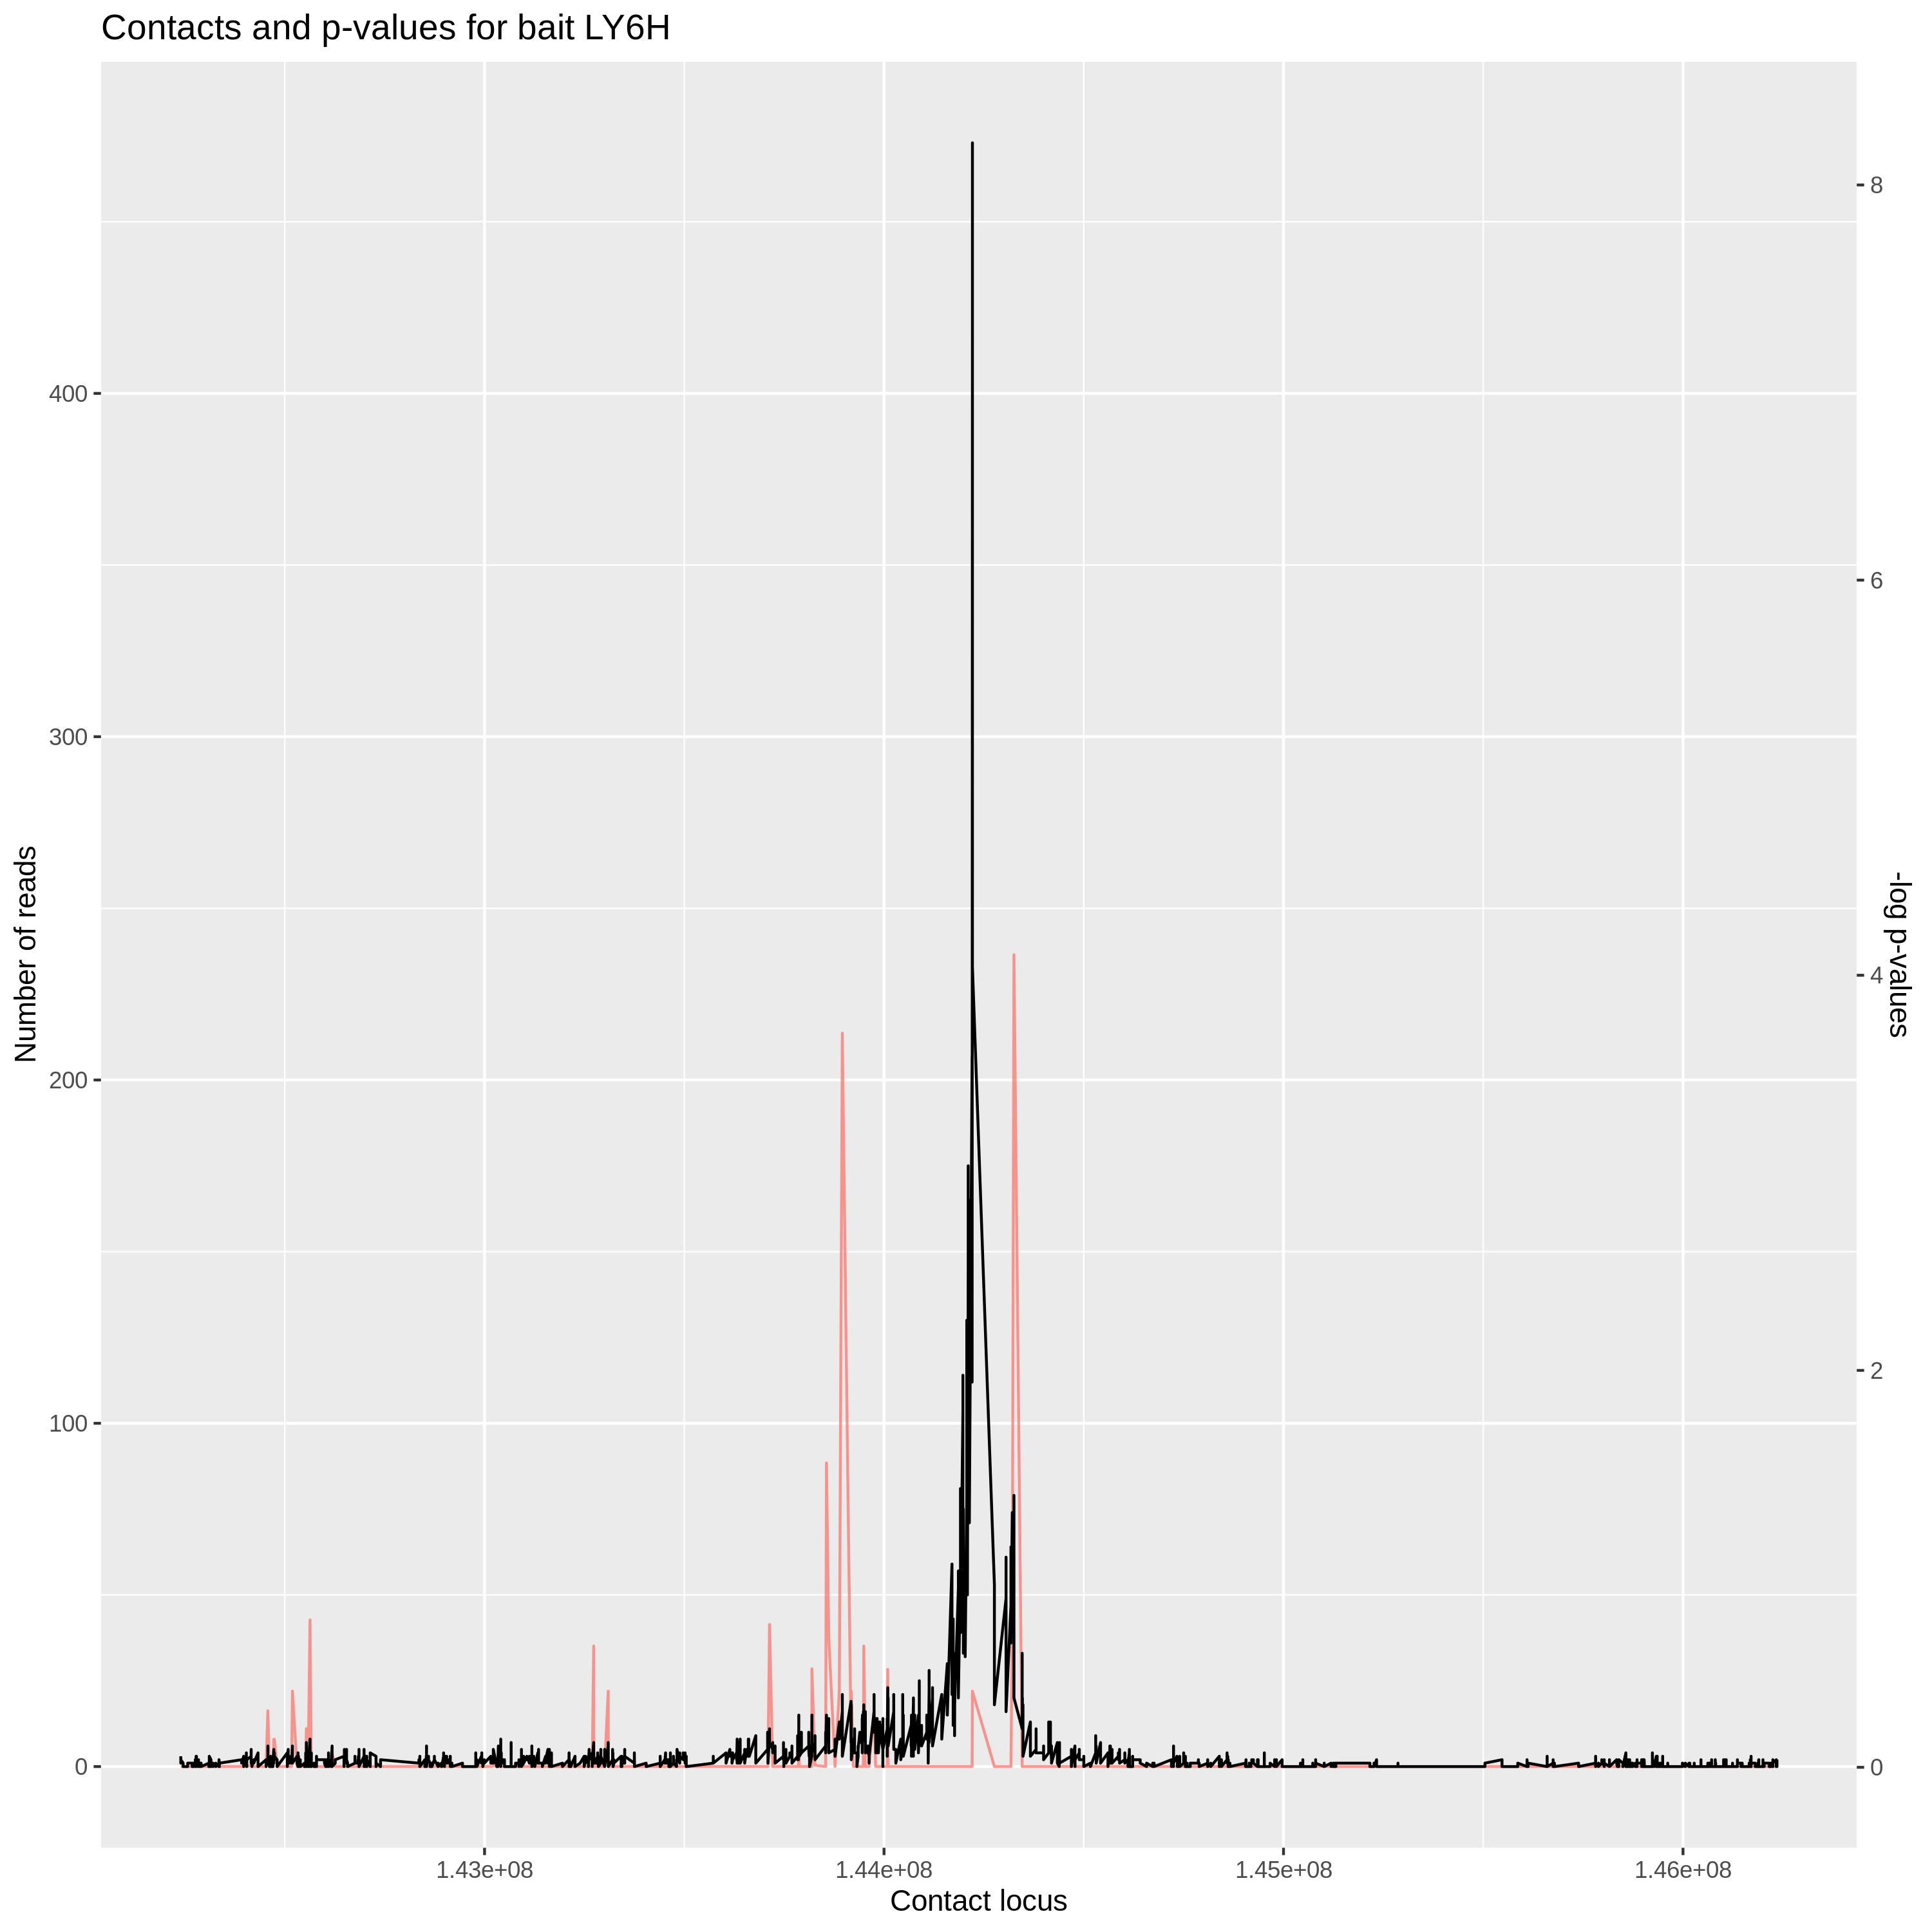 Contacts and p-values for bait LY6H
Number of reads
400
300
200
100
0
8
6
4
2
0
-log p-values
1.43e+08
1.44e+08
1.45e+08
1.46e+08
Contact locus